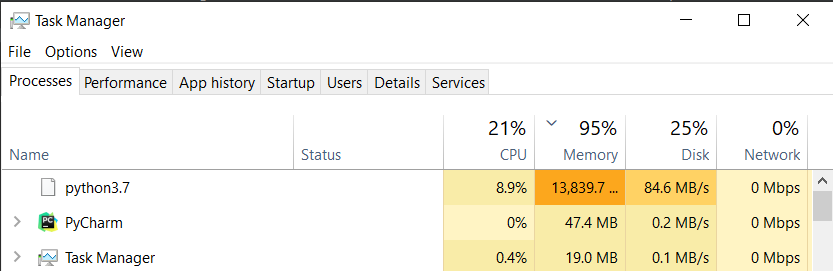 Task Manager
File Options View
Processes Performance App history Startup Users Details Services
21% 95% 25% 0%
Name Status CPU Memory Disk Network
python3.7 8.9% 13,839.7 ... 84.6 MB/s 0 Mbps
PC PyCharm 0% 47.4 MB 0.2 MB/s 0 Mbps
Task Manager 0.4% 19.0 MB 0.1 MB/s 0 Mbps